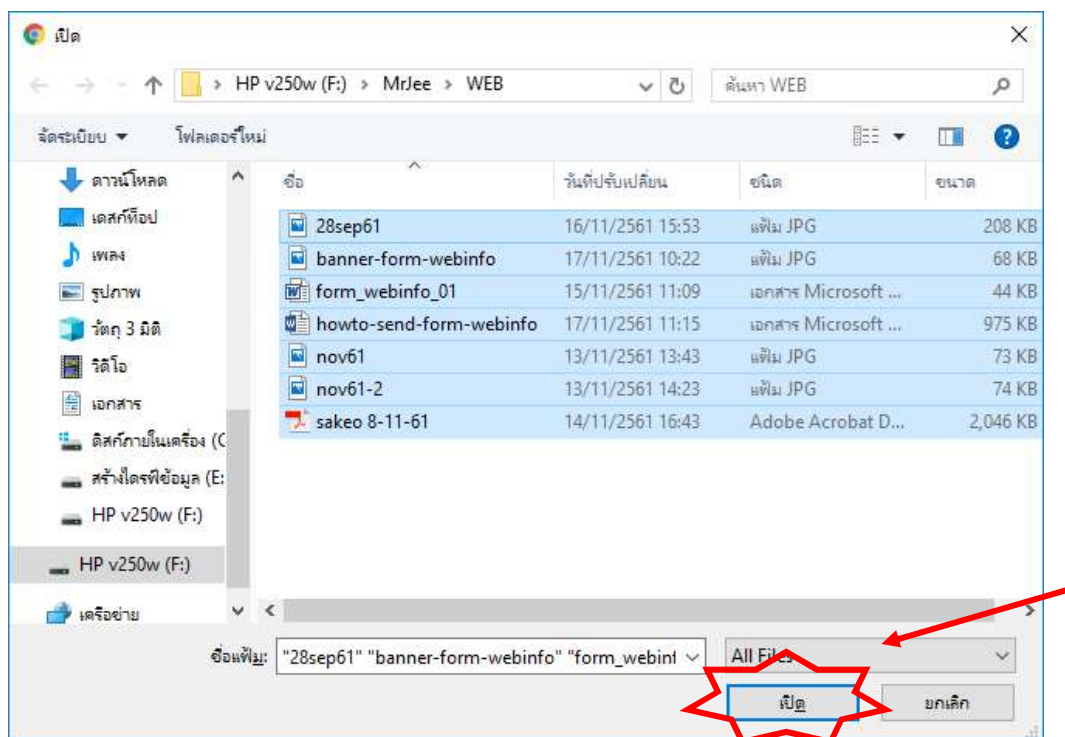 เปิด
HP v250w (F:) > MrJee > WEB
ค้นหา WEB
จัดระเบียบ
โฟลเดอร์ใหม่
ชื่อ วันที่ปรับเปลี่ยน ชนิด ขนาด
ดาวน์โหลด
เดสก์ท็อป
เพลง
รูปภาพ
วัตถุ 3 มิติ
วิดีโอ
เอกสาร
ดิสก์ภายในเครื่อง (C
สร้างไดรฟ์ข้อมูล (E:
HP v250w (F:)
HP v250w (F:)
เครือข่าย
28sep61 16/11/2561 15:53 แฟ้ม JPG 208 KB
banner-form-webinfo 17/11/2561 10:22 แฟ้ม JPG 68 KB
form_webinfo_01 15/11/2561 11:09 เอกสาร Microsoft ... 44 KB
howto-send-form-webinfo 17/11/2561 11:15 เอกสาร Microsoft ... 975 KB
nov61 13/11/2561 13:43 แฟ้ม JPG 73 KB
nov61-2 13/11/2561 14:23 แฟ้ม JPG 74 KB
sakeo 8-11-61 14/11/2561 16:43 Adobe Acrobat D... 2,046 KB
ชื่อแฟ้ม: "28sep61" "banner-form-webinfo" "form_webinf All Files
เปิด ยกเลิก